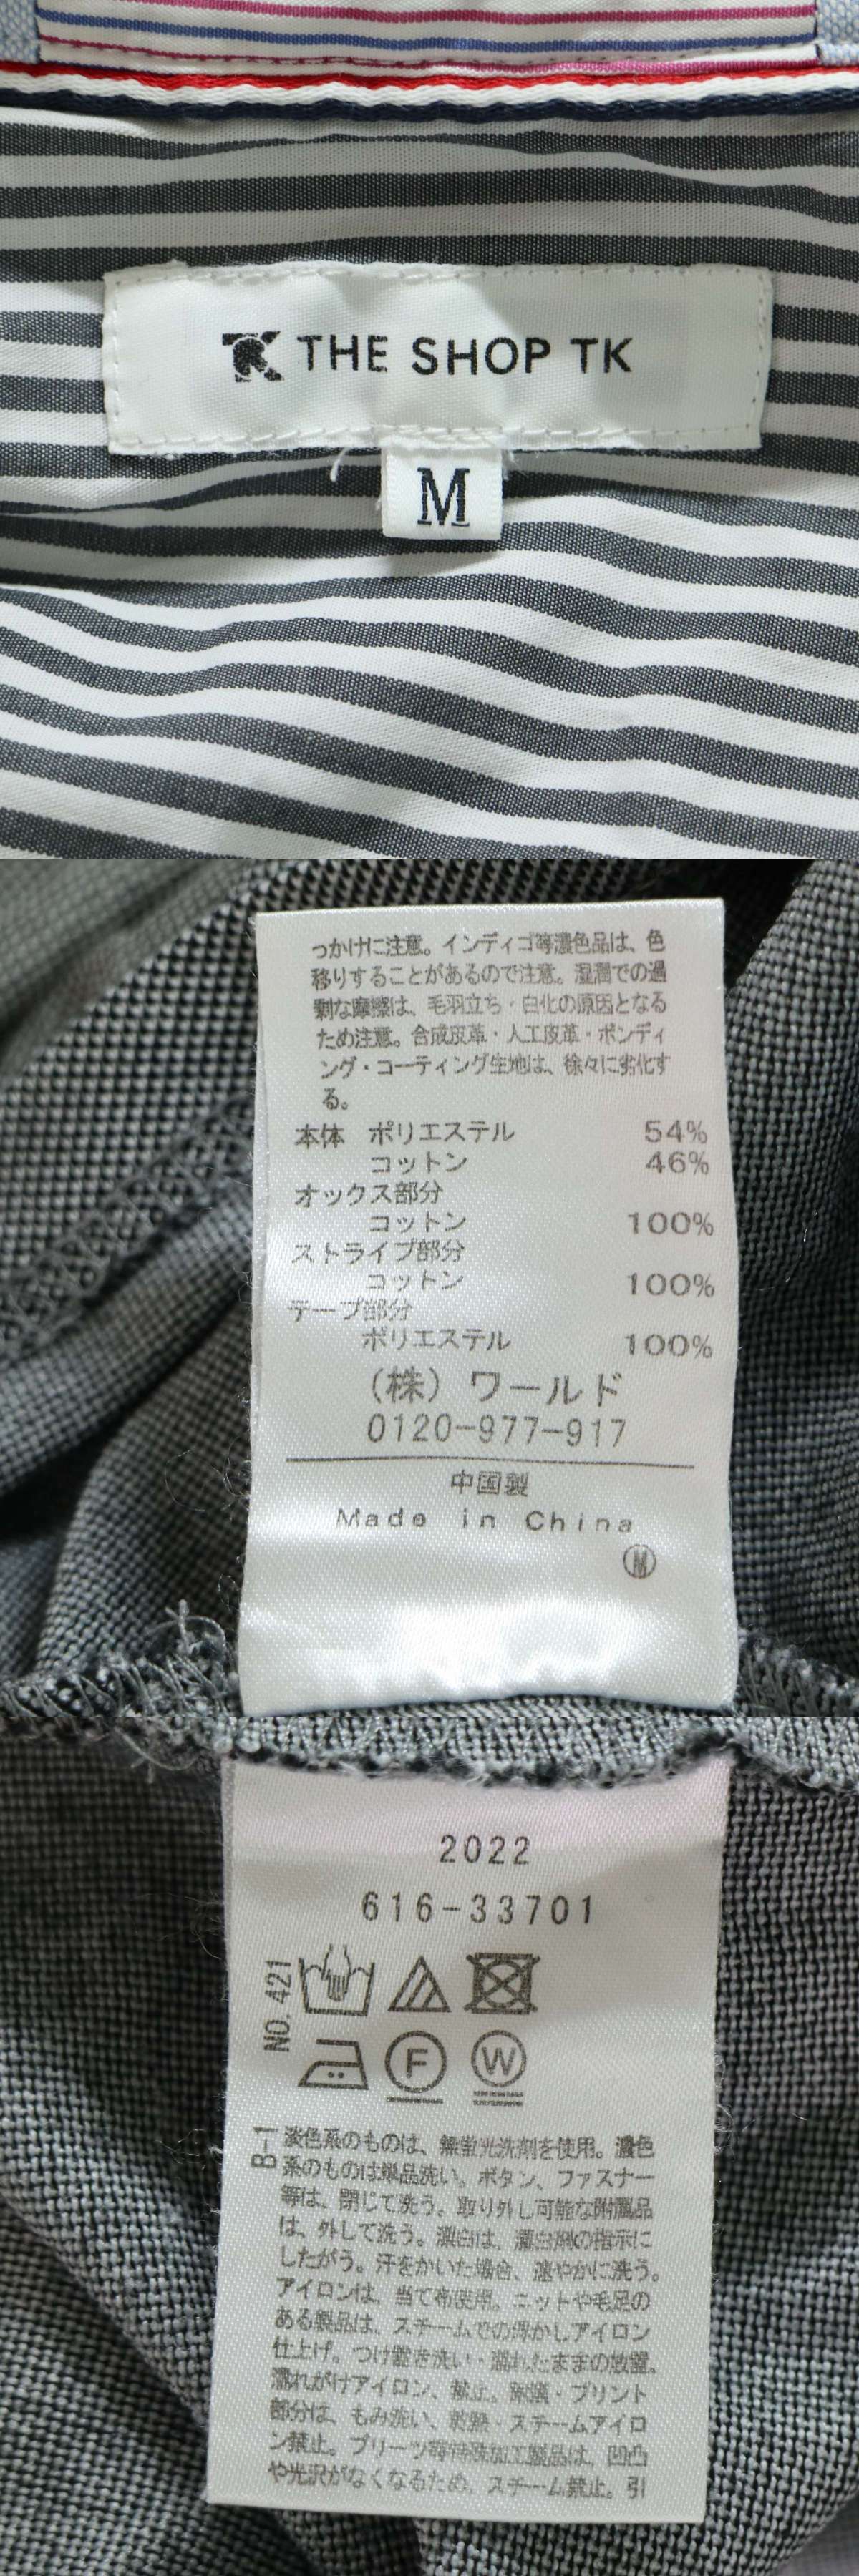 THE SHOP TK
M
っかけに注意。インディゴ等濃色品は、色
移りすることがあるので注意。湿潤での過
剰な摩擦は、毛羽立ち・白化の原因となる
ため注意。合成皮革・人工皮革・ボンディ
ング・コーティング生地は、徐々に劣化す
る。
本体 ポリエステル 54%
コットン 46%
オックス部分
コットン 100%
ストライプ部分
コットン 100%
テープ部分
ポリエステル 100%
(株) ワールド
0120-977-917
中国製
Made in China
M
2022
616-33701
NO. 421
F W
B-1
淡色系のものは、無蛍光洗剤を使用。濃色
系のものは単品洗い。ボタン、ファスナー
等は、閉じて洗う。取り外し可能な附属品
は、外して洗う。漂白は、漂白剤の指示に
したがう。汗をかいた場合、速やかに洗う。
アイロンは、当て布使用。ニットや毛足の
ある製品は、スチームでの浮かしアイロン
仕上げ。つけ置き洗い・濡れたままの放置、
濡れがけアイロン、禁止。刺繍・プリント
部分は、もみ洗い、乾熱・スチームアイロ
ン禁止。プリーツ等特殊加工製品は、凹凸
や光沢がなくなるため、スチーム禁止。引